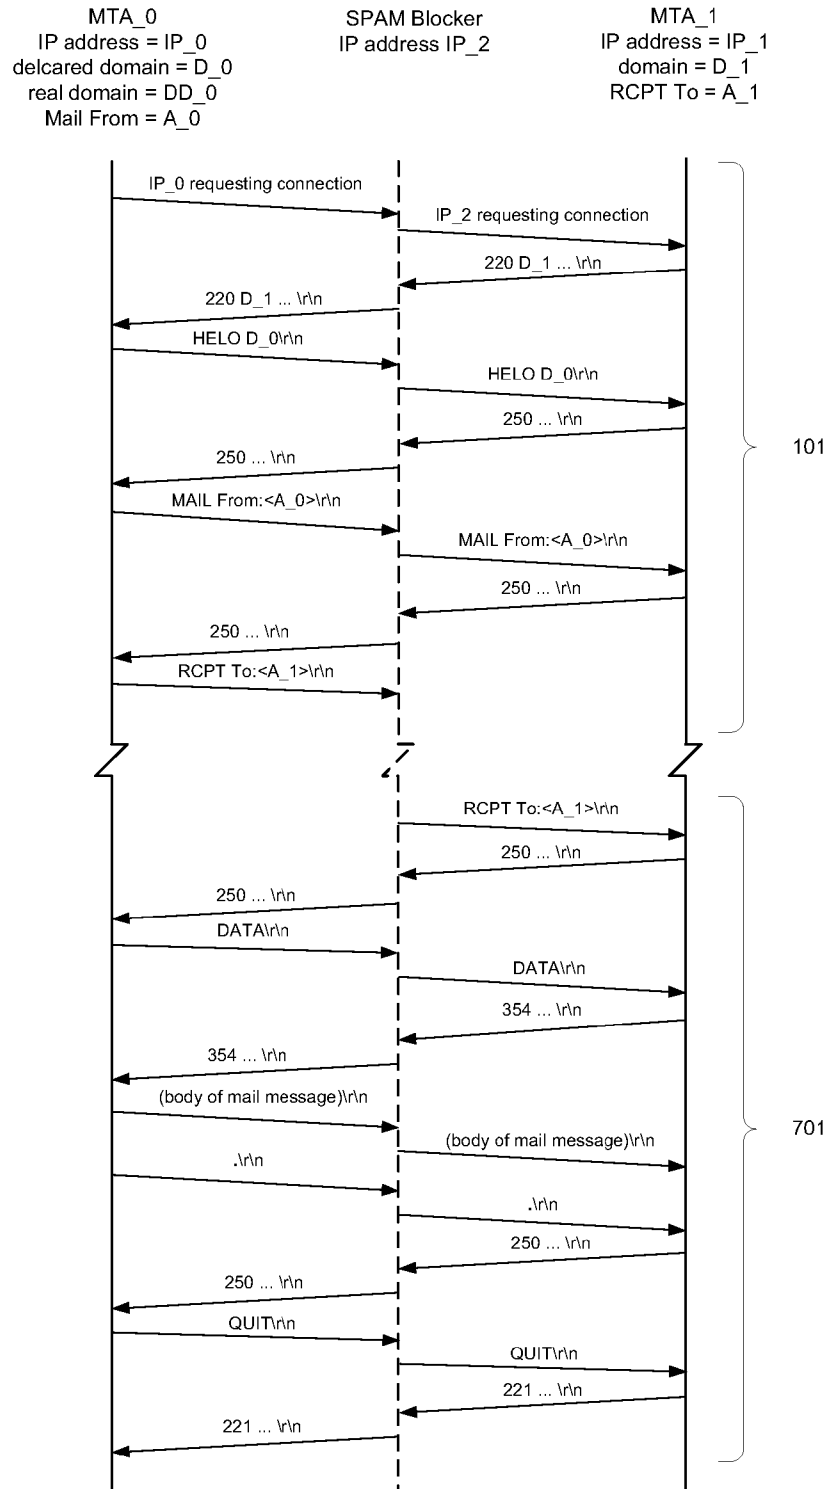 MTA_0
IP address = IP_0
delcared domain = D_0
real domain = DD_0
Mail From = A_0
SPAM Blocker
IP address IP_2
MTA_1
IP address = IP_1
domain = D_1
RCPT To = A_1
IP_0 requesting connection
IP_2 requesting connection
220 D_1 ... \r\n
220 D_1 ... \r\n
HELO D_0\r\n
HELO D_0\r\n
250 ... \r\n
250 ... \r\n
MAIL From:<A_0>\r\n
MAIL From:<A_0>\r\n
250 ... \r\n
250 ... \r\n
RCPT To:<A_1>\r\n
101
RCPT To:<A_1>\r\n
250 ... \r\n
250 ... \r\n
DATA\r\n
DATA\r\n
354 ... \r\n
354 ... \r\n
(body of mail message)\r\n
(body of mail message)\r\n
.\r\n
.\r\n
250 ... \r\n
250 ... \r\n
QUIT\r\n
QUIT\r\n
221 ... \r\n
221 ... \r\n
701